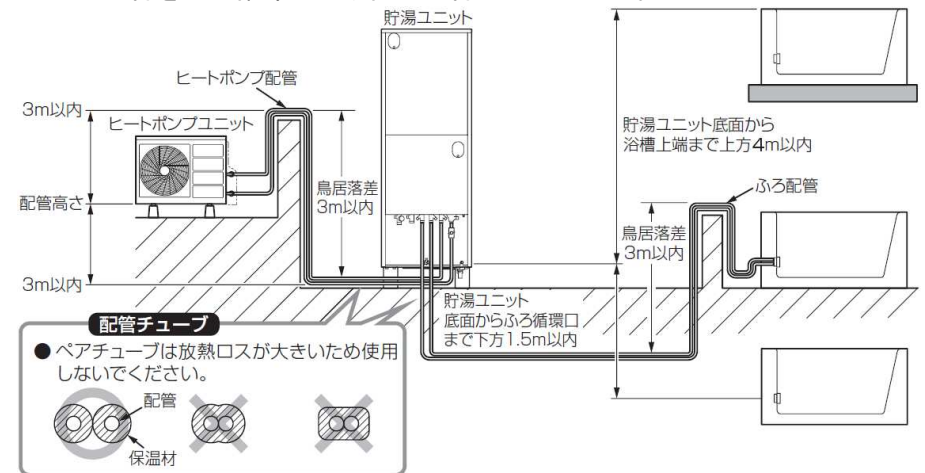 貯湯ユニット
ヒートポンプ配管
3m以内
ヒートポンプユニット
配管高さ
3m以内
鳥居落差
3m以内
貯湯ユニット底面から
浴槽上端まで上方4m以内
ふろ配管
鳥居落差
3m以内
貯湯ユニット
底面からふろ循環口
まで下方1.5m以内
配管チューブ
● ペアチューブは放熱ロスが大きいため使用
しないでください。
配管
保温材